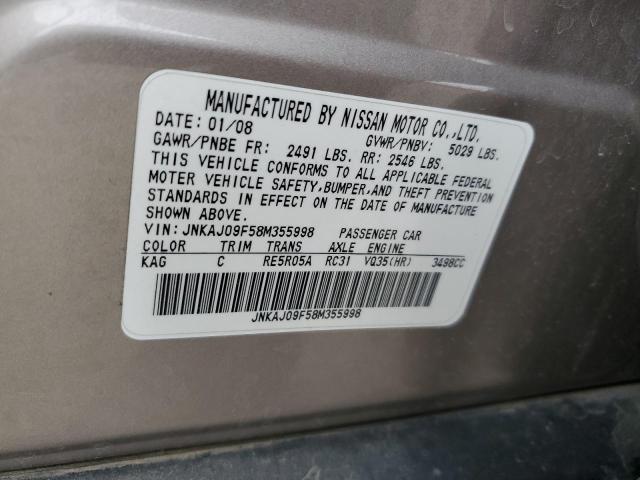 MANUFACTURED BY NISSAN MOTOR CO.,LTD.
DATE: 01/08 GVWR/PNBV: 5029 LBS.
GAWR/PNBE FR: 2491 LBS. RR: 2546 LBS.
THIS VEHICLE CONFORMS TO ALL APPLICABLE FEDERAL
MOTER VEHICLE SAFETY,BUMPER,AND THEFT PREVENTION
STANDARDS IN EFFECT ON THE DATE OF MANUFACTURE
SHOWN ABOVE.
VIN: JNKAJ09F58M355998 PASSENGER CAR
COLOR TRIM TRANS AXLE ENGINE
KAG C RE5R05A RC31 VQ35(HR) 3498CC
JNKAJ09F58M355998